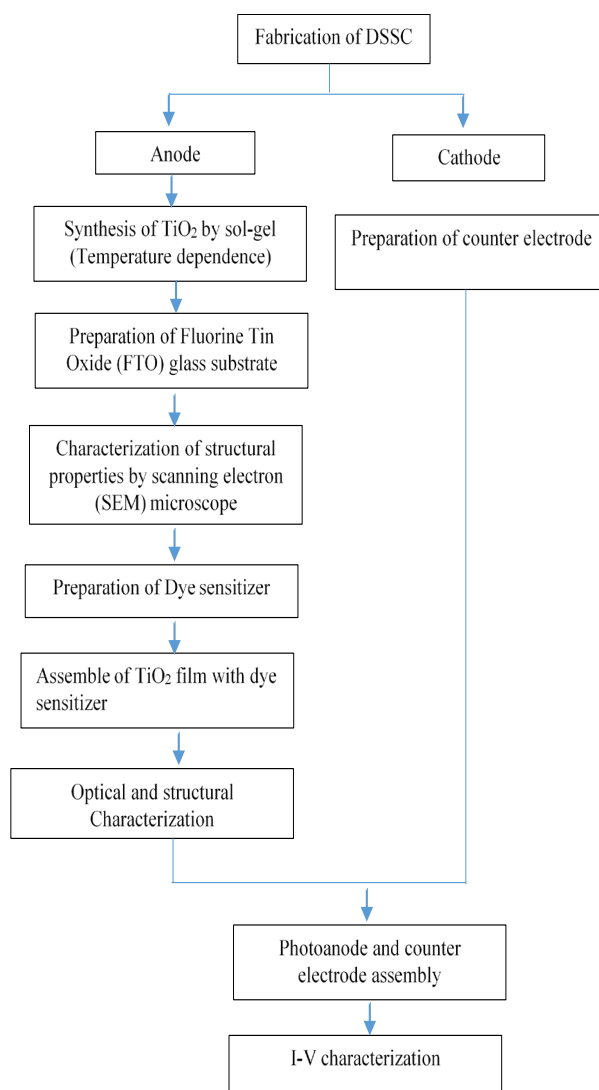 Fabrication of DSSC
Anode
Cathode
Synthesis of TiO₂ by sol-gel
(Temperature dependence)
Preparation of counter electrode
Preparation of Fluorine Tin
Oxide (FTO) glass substrate
Characterization of structural
properties by scanning electron
(SEM) microscope
Preparation of Dye sensitizer
Assemble of TiO₂ film with dye
sensitizer
Optical and structural
Characterization
Photoanode and counter
electrode assembly
I-V characterization